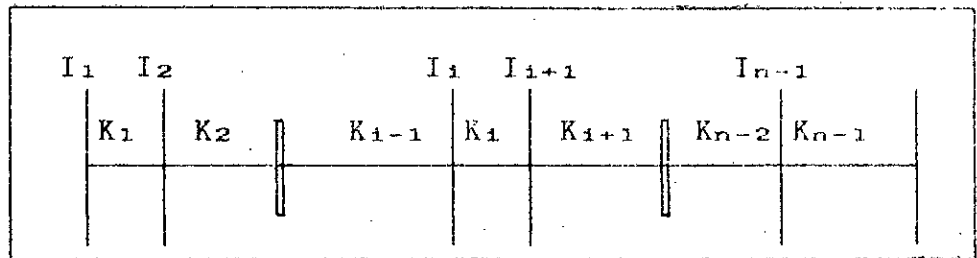 I1 I2 Ii Ii+1 In-1
K1 K2 Ki-1 Ki Ki+1 Kn-2 Kn-1